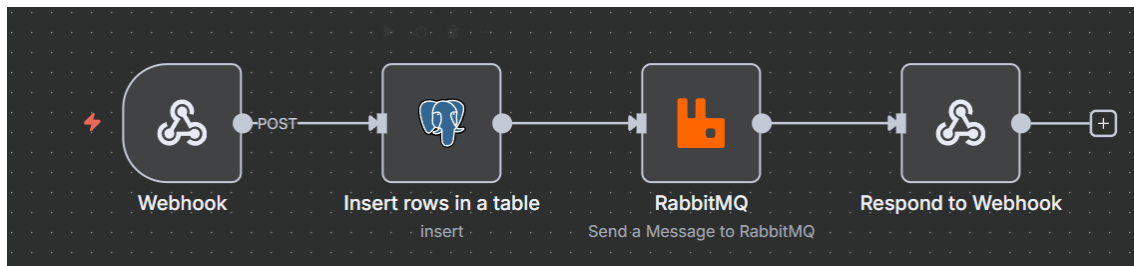 POST
Webhook
Insert rows in a table
RabbitMQ
Respond to Webhook
insert
Send a Message to RabbitMQ